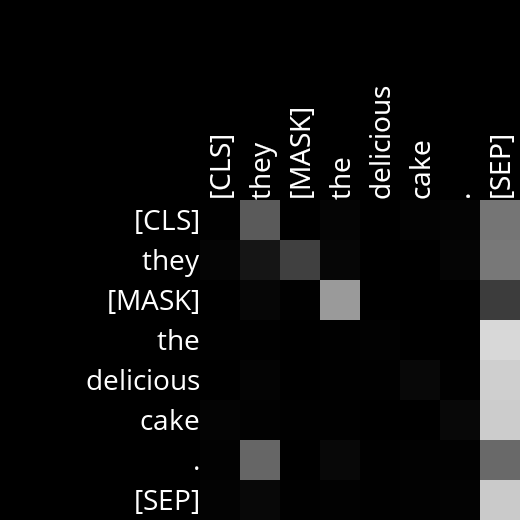 [CLS] they [MASK] the delicious cake . [SEP]
[CLS]
they
[MASK]
the
delicious
cake
.
[SEP]